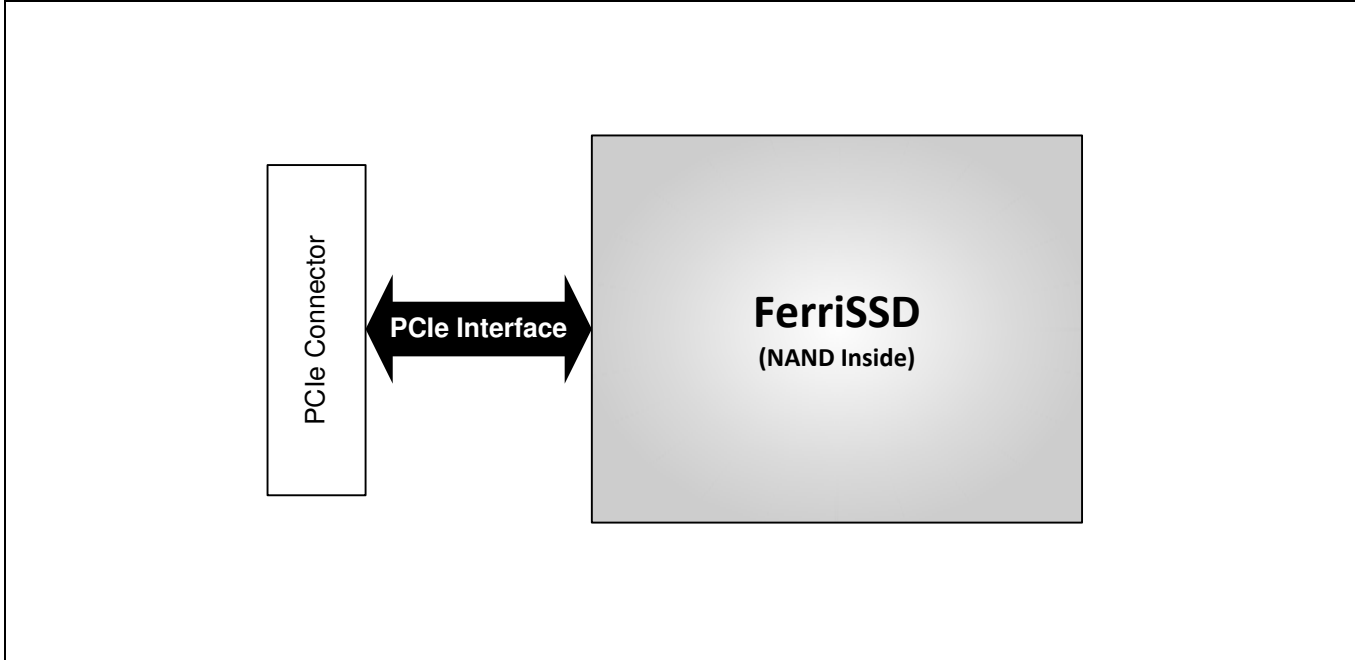 PCIe Connector
PCIe Interface
FerriSSD
(NAND Inside)